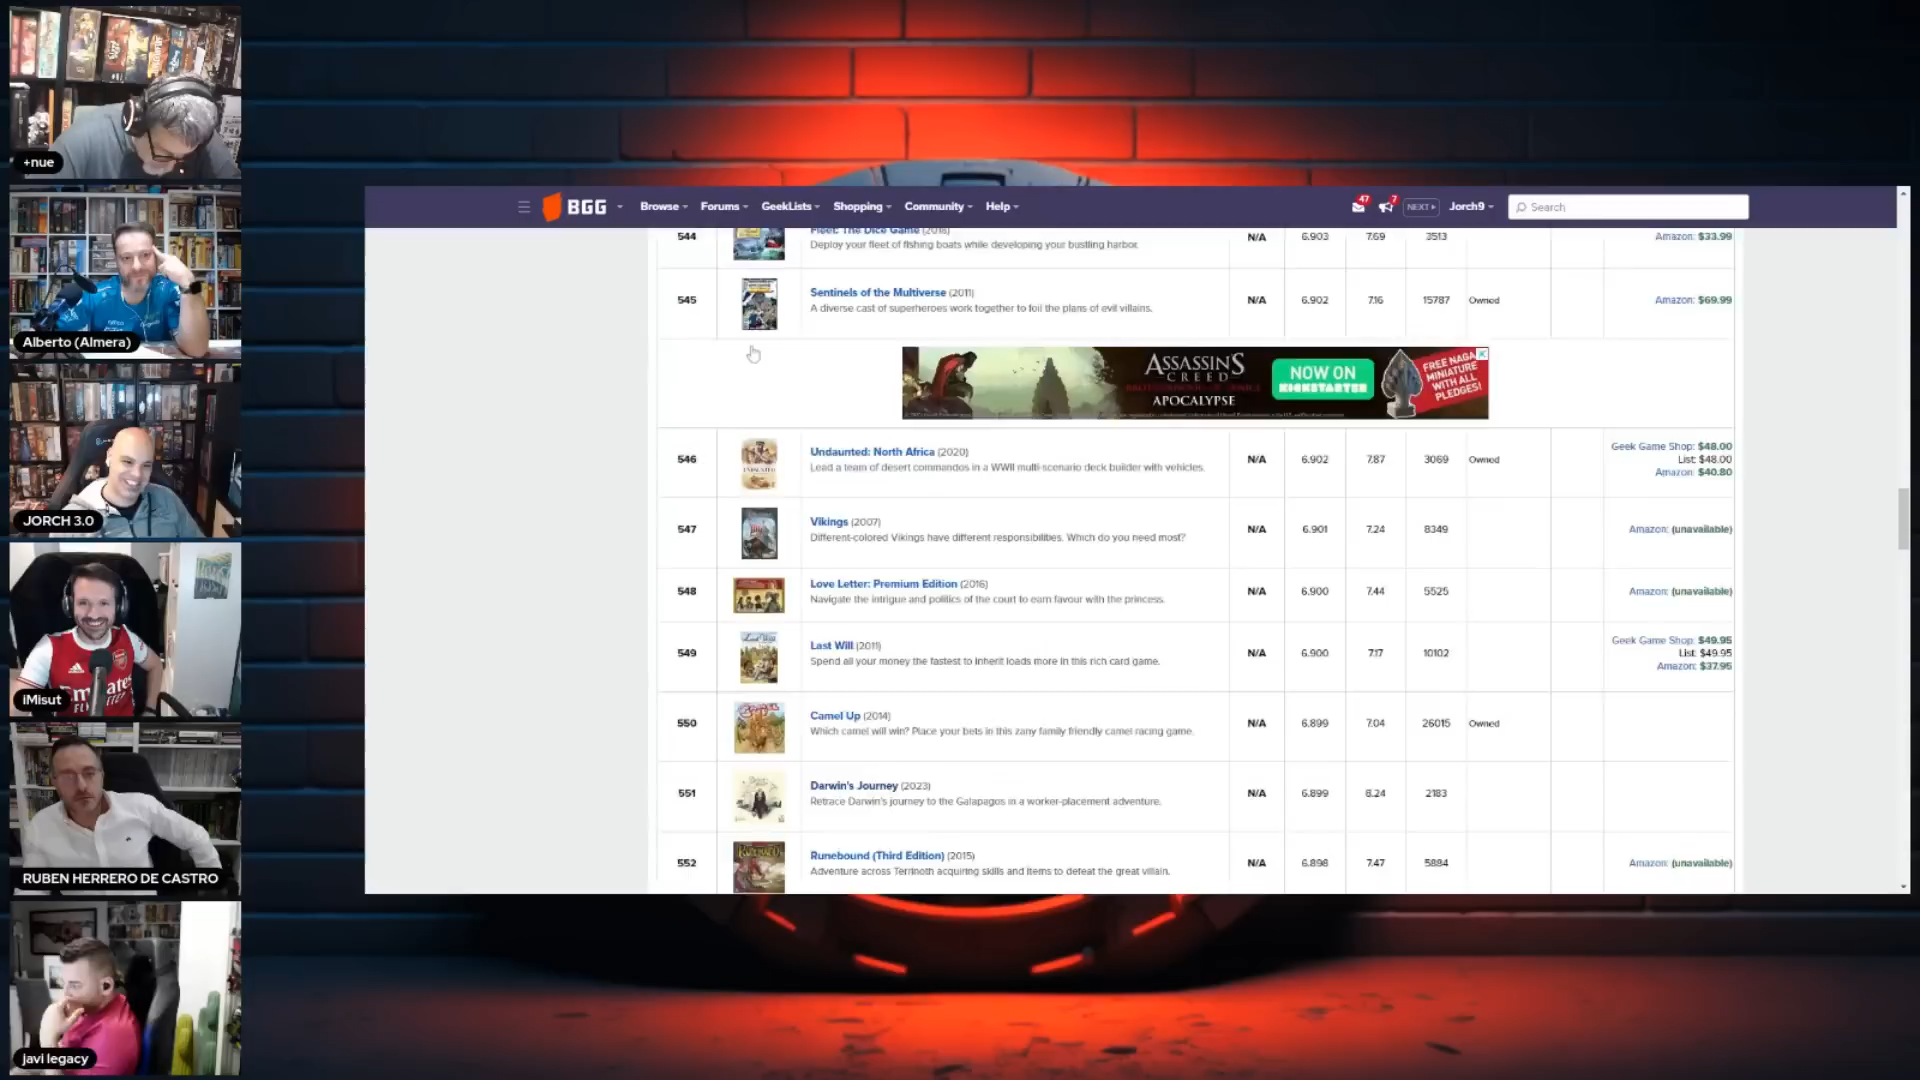 +nue
Alberto (Almera)
JORCH 3.0
iMisut
RUBEN HERRERO DE CASTRO
javi legacy
BGG Browse Forums GeekLists Shopping Community Help 47 7 NEXT Jorch9 Search
544 Fleet: The Dice Game (2018) N/A 6.903 7.69 3513 Amazon: $33.99
Deploy your fleet of fishing boats while developing your bustling harbor.
545 Sentinels of the Multiverse (2011) N/A 6.902 7.16 15787 Owned Amazon: $69.99
A diverse cast of superheroes work together to foil the plans of evil villains.
ASSASSIN'S
CREED
APOCALYPSE
NOW ON
KICKSTARTER
FREE NAGA
MINIATURE
WITH ALL
PLEDGES!
546 Undaunted: North Africa (2020) N/A 6.902 7.87 3069 Owned Geek Game Shop: $48.00
Lead a team of desert commandos in a WWII multi-scenario deck builder with vehicles. List: $48.00
Amazon: $40.80
547 Vikings (2007) N/A 6.901 7.24 8349 Amazon: (unavailable)
Different-colored Vikings have different responsibilities. Which do you need most?
548 Love Letter: Premium Edition (2016) N/A 6.900 7.44 5525 Amazon: (unavailable)
Navigate the intrigue and politics of the court to earn favour with the princess.
549 Last Will (2011) N/A 6.900 7.17 10102 Geek Game Shop: $49.95
Spend all your money the fastest to inherit loads more in this rich card game. List: $49.95
Amazon: $37.95
550 Camel Up (2014) N/A 6.899 7.04 26015 Owned
Which camel will win? Place your bets in this zany family friendly camel racing game.
551 Darwin's Journey (2023) N/A 6.899 8.24 2183
Retrace Darwin's journey to the Galapagos in a worker-placement adventure.
552 Runebound (Third Edition) (2015) N/A 6.898 7.47 5884 Amazon: (unavailable)
Adventure across Terrinoth acquiring skills and items to defeat the great villain.